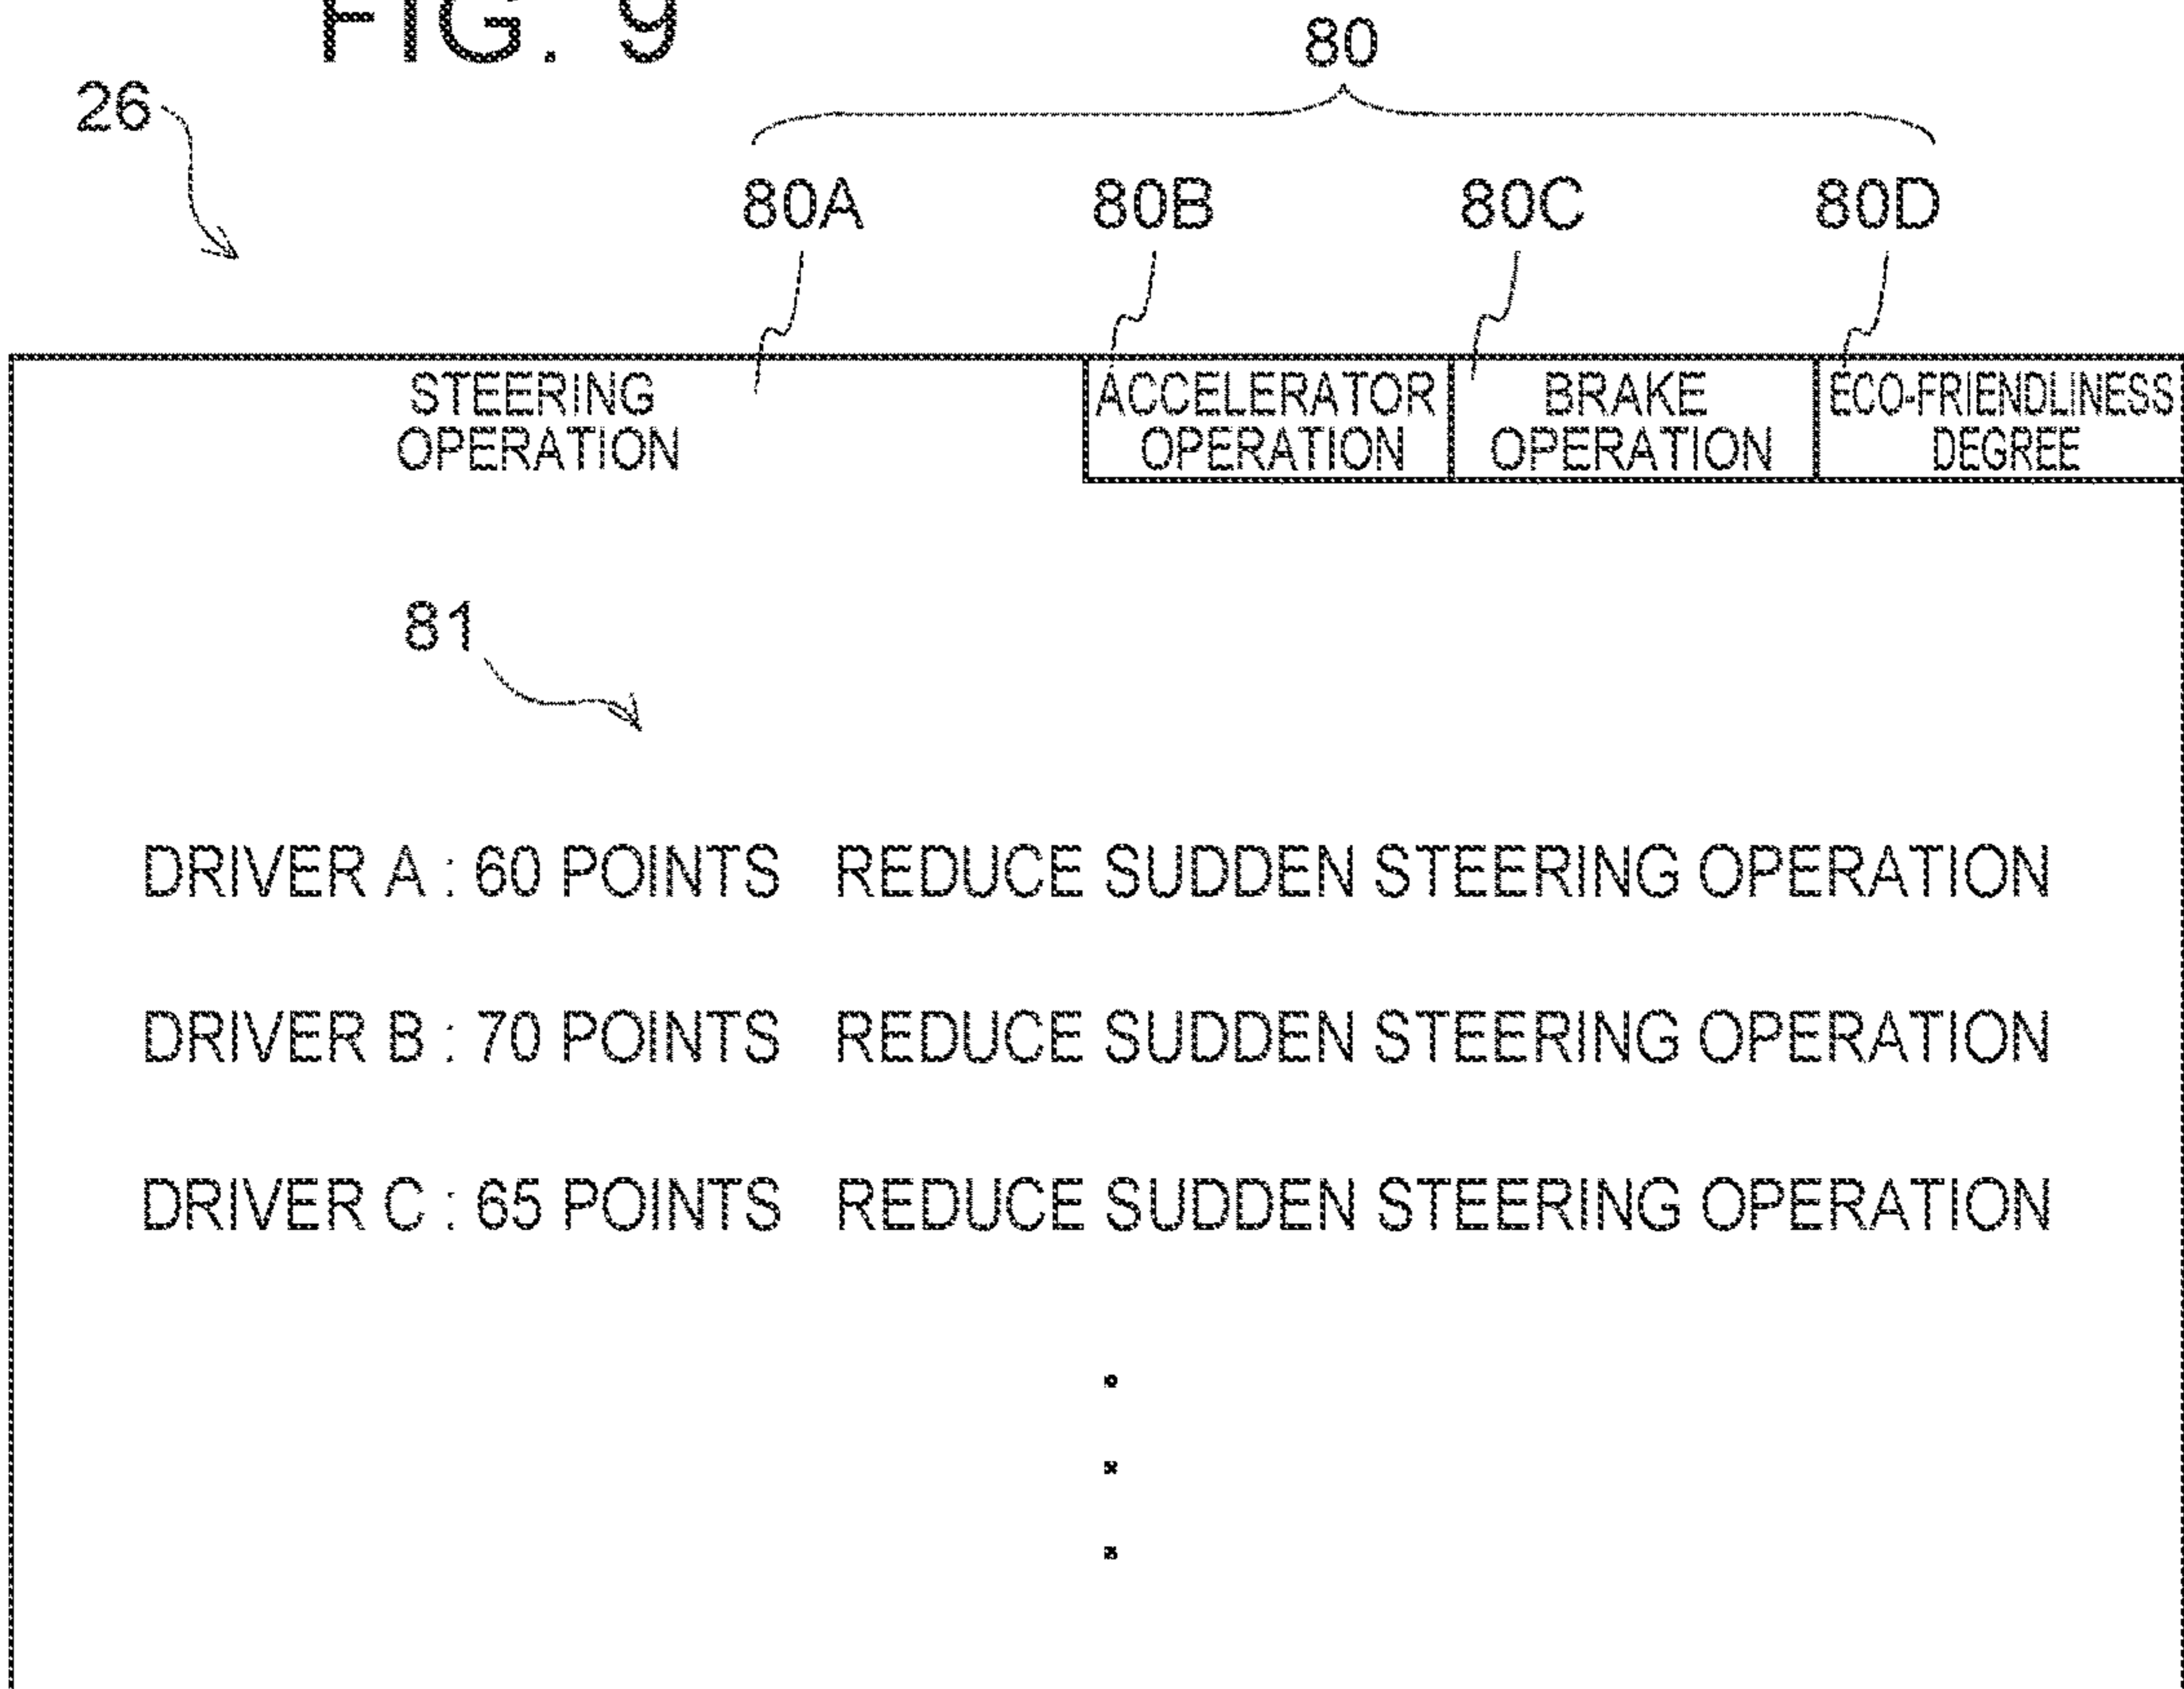 FIG. 9
80
26
80A 80B 80C 80D
STEERING
OPERATION
ACCELERATOR
OPERATION
BRAKE
OPERATION
ECO-FRIENDLINESS
DEGREE
81
DRIVER A : 60 POINTS REDUCE SUDDEN STEERING OPERATION
DRIVER B : 70 POINTS REDUCE SUDDEN STEERING OPERATION
DRIVER C : 65 POINTS REDUCE SUDDEN STEERING OPERATION